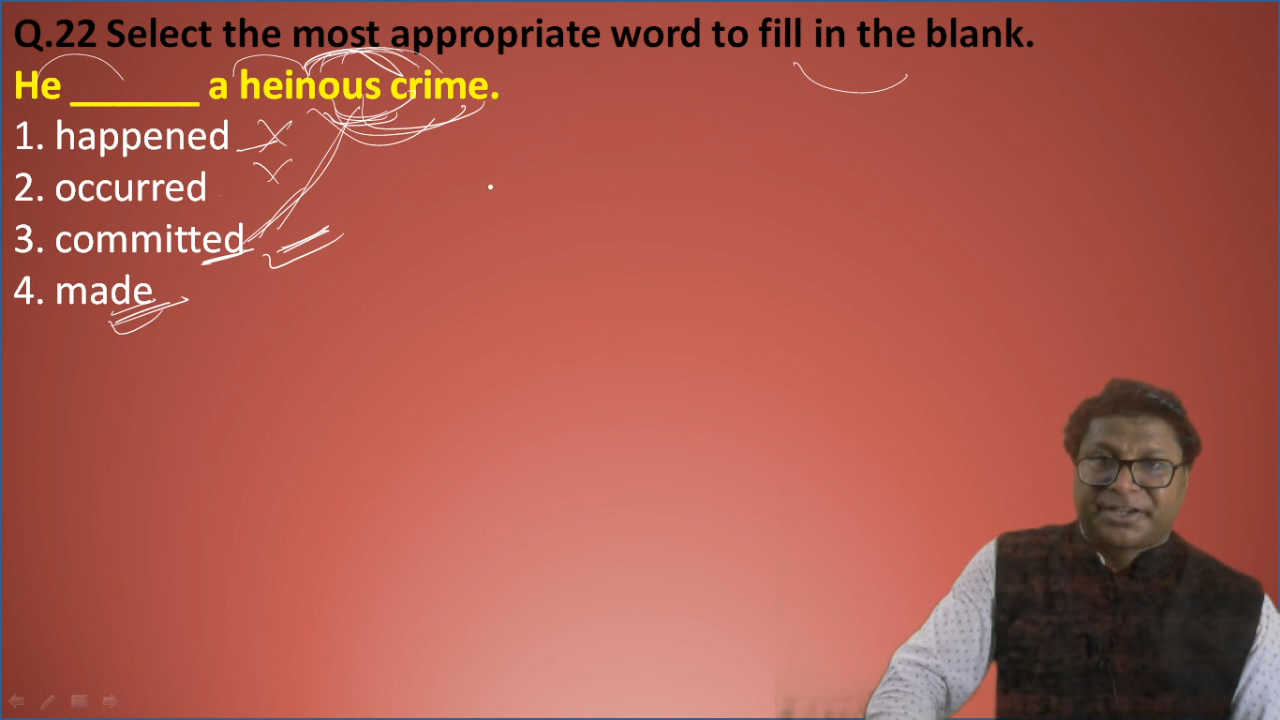 Q.22 Select the most appropriate word to fill in the blank.
He ______ a heinous crime.
1. happened
2. occurred
3. committed
4. made